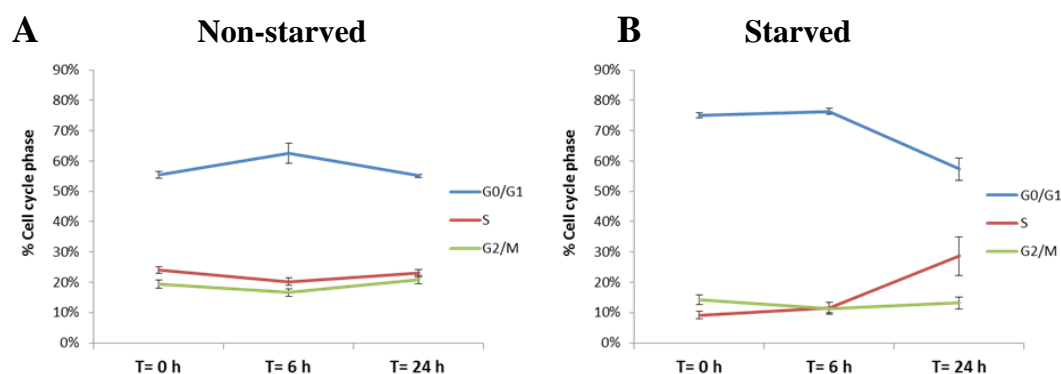 A Non-starved
90%
80%
70%
60%
50%
40%
30%
20%
10%
0%
% Cell cycle phase
T= 0 h T= 6 h T= 24 h
G0/G1
S
G2/M
B Starved
90%
80%
70%
60%
50%
40%
30%
20%
10%
0%
% Cell cycle phase
T= 0 h T= 6 h T= 24 h
G0/G1
S
G2/M